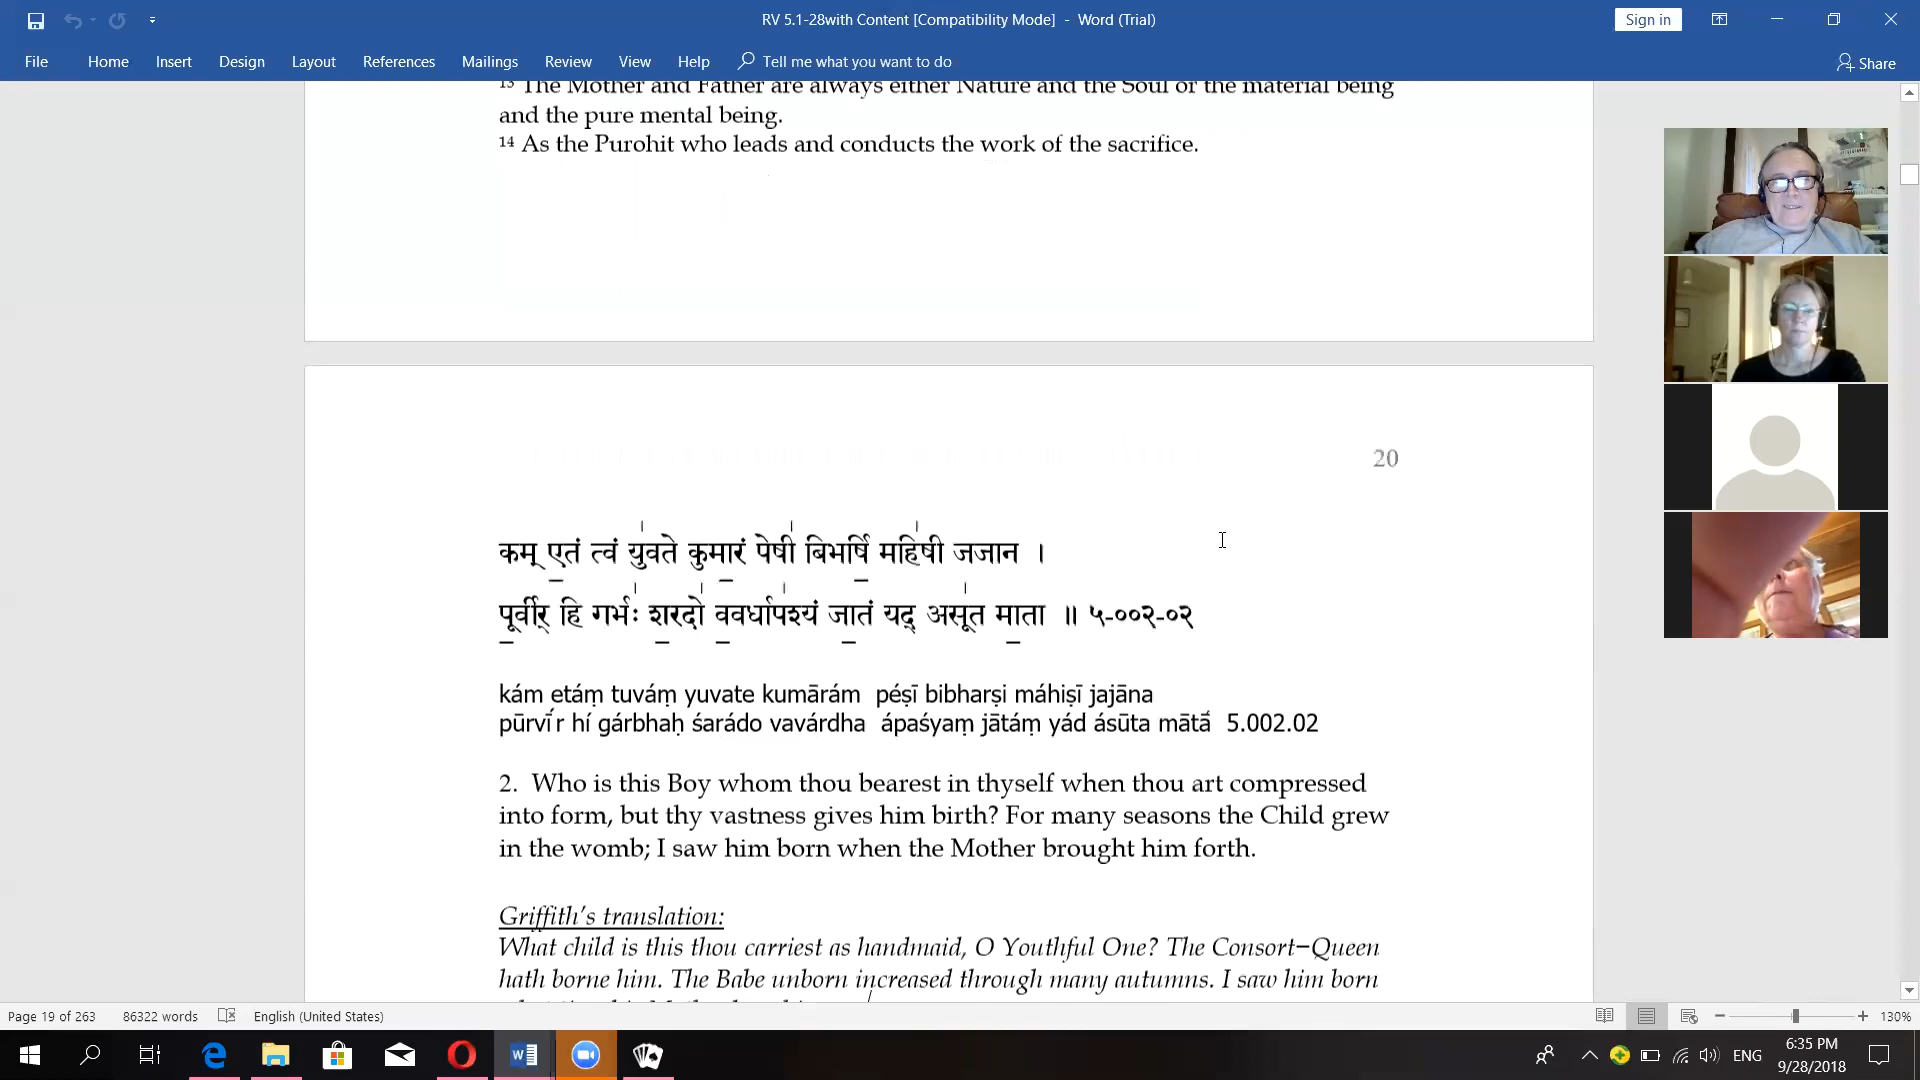 RV 5.1-28with Content [Compatibility Mode] - Word (Trial)
Sign in
File Home Insert Design Layout References Mailings Review View Help Tell me what you want to do Share
13 The Mother and Father are always either Nature and the Soul or the material being
and the pure mental being.
14 As the Purohit who leads and conducts the work of the sacrifice.
20
कम् ए॒तं त्वं यु॑वते कुमा॒रं पेषी॑ बिभर्षि॒ महि॑षी जजान ।
पू॒र्वीर् हि गर्भः॑ श॒रदो॑ व॒वर्धाप॑श्यं जा॒तं यद् असू॑त मा॒ता ॥ ५-००२-०२
kám etáṃ tuváṃ yuvate kumārám péṣī bibharṣi máhiṣī jajāna
pūrvī́r hí gárbhaḥ śarádo vavárdha ápaśyaṃ jātáṃ yád ásūta mātā́ 5.002.02
2. Who is this Boy whom thou bearest in thyself when thou art compressed
into form, but thy vastness gives him birth? For many seasons the Child grew
in the womb; I saw him born when the Mother brought him forth.
Griffith's translation:
What child is this thou carriest as handmaid, O Youthful One? The Consort−Queen
hath borne him. The Babe unborn increased through many autumns. I saw him born
Page 19 of 263 86322 words English (United States) 130%
ENG
6:35 PM
9/28/2018